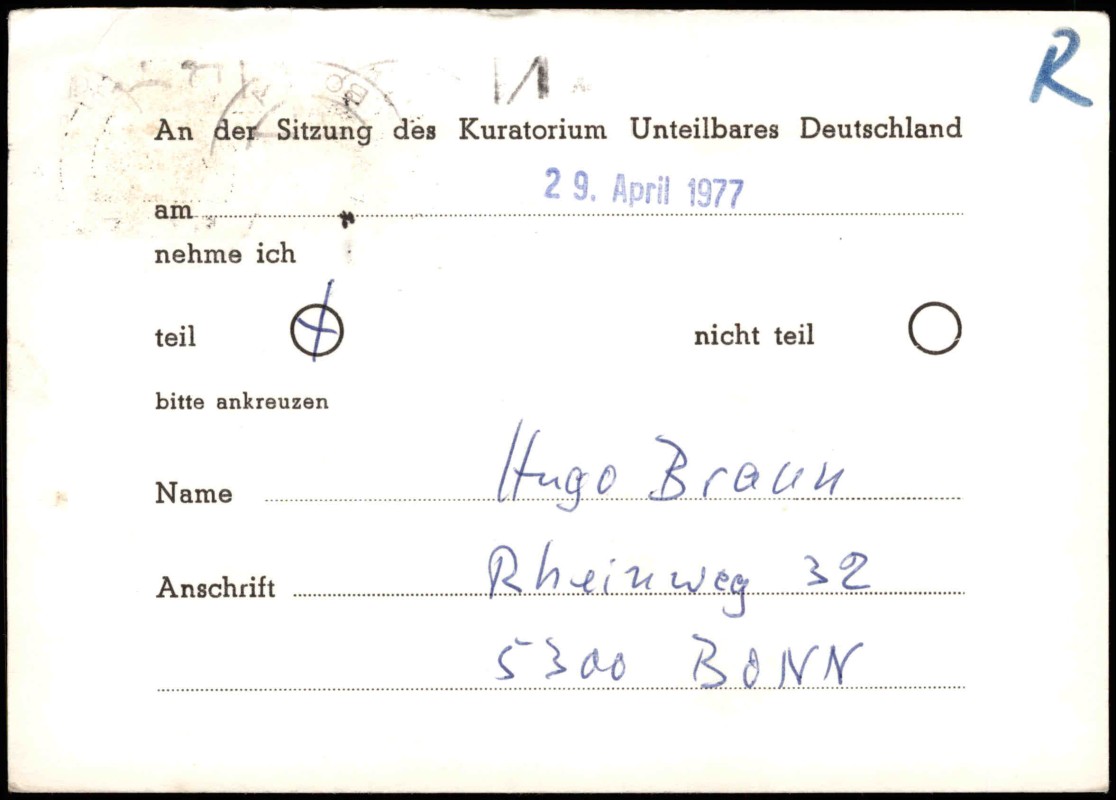 R
An der Sitzung des Kuratorium Unteilbares Deutschland
29. April 1977
am
nehme ich
teil nicht teil
bitte ankreuzen
Name Hugo Braun
Anschrift Rheinweg 32
5300 BONN